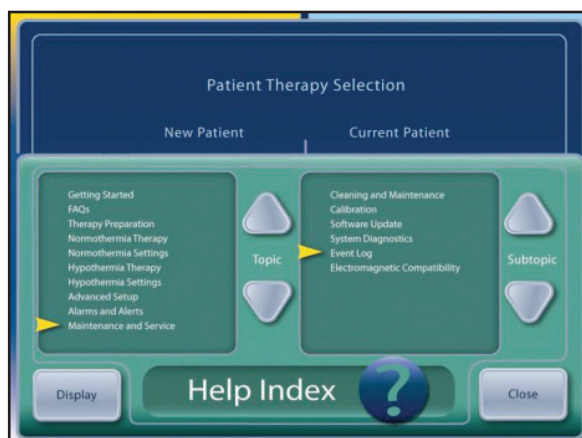 Patient Therapy Selection
New Patient
Current Patient
Getting Started
FAQs
Therapy Preparation
Normothermia Therapy
Normothermia Settings
Hypothermia Therapy
Hypothermia Settings
Advanced Setup
Alarms and Alerts
Maintenance and Service
Topic
Cleaning and Maintenance
Calibration
Software Update
System Diagnostics
Event Log
Electromagnetic Compatibility
Subtopic
Display
Help Index ?
Close